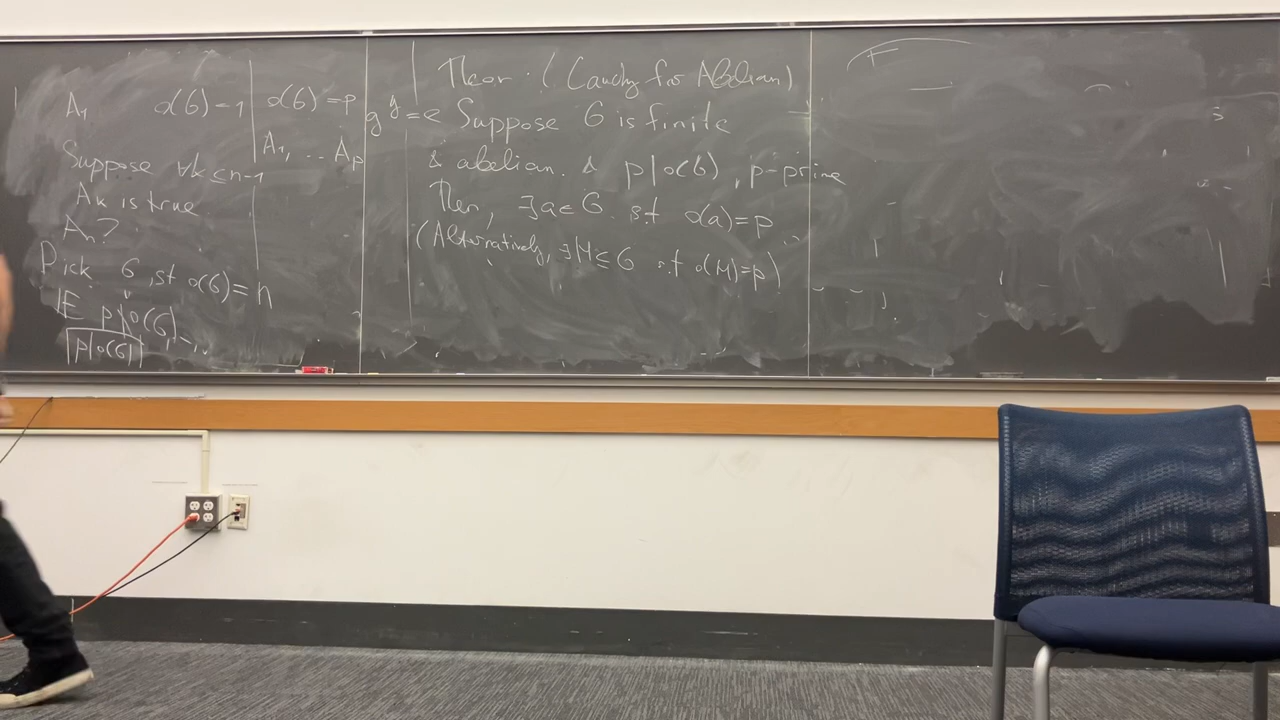 A₁ o(G)=1
Suppose ∀k≤n-1
Aₖ is true
Aₙ?
Pick G, st o(G)=n
IF p∤o(G)
p|o(G)
o(G)=p
A₁, .. Aₚ
g^y=e
Theor: (Cauchy for Abelian)
Suppose G is finite
& abelian. & p|o(G), p-prime
Then, ∃a∈G s.t o(a)=p
(Alternatively, ∃H≤G s.t o(H)=p)
F